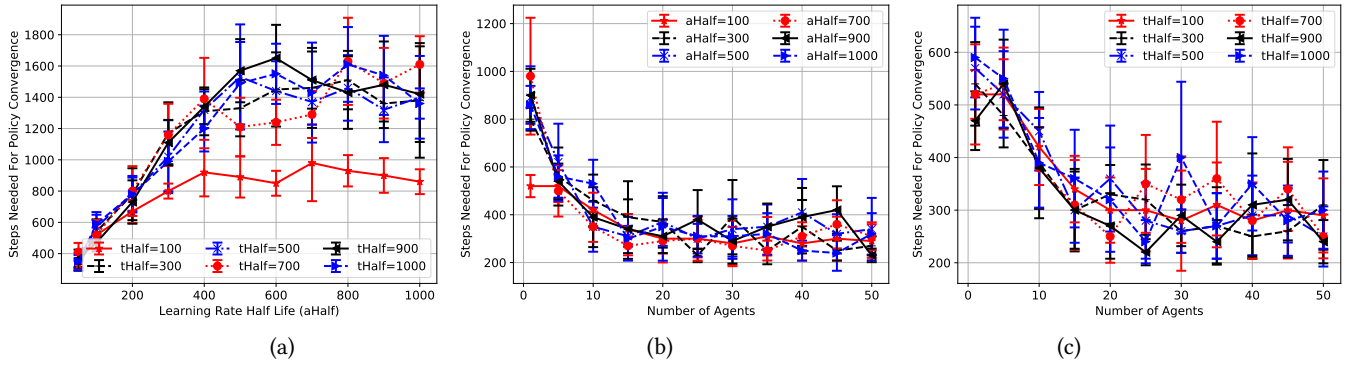 Steps Needed For Policy Convergence
1800
1600
1400
1200
1000
800
600
400
200 400 600 800 1000
Learning Rate Half Life (aHalf)
tHalf=100 tHalf=500 tHalf=900
tHalf=300 tHalf=700 tHalf=1000
(a)
Steps Needed For Policy Convergence
1200
1000
800
600
400
200
0 10 20 30 40 50
Number of Agents
aHalf=100 aHalf=700
aHalf=300 aHalf=900
aHalf=500 aHalf=1000
(b)
Steps Needed For Policy Convergence
600
500
400
300
200
0 10 20 30 40 50
Number of Agents
tHalf=100 tHalf=700
tHalf=300 tHalf=900
tHalf=500 tHalf=1000
(c)